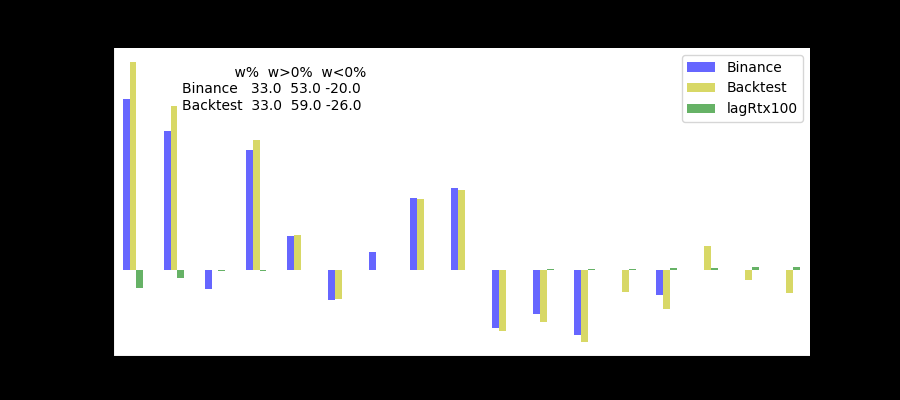 w% w>0% w<0%
Binance 33.0 53.0 -20.0
Backtest 33.0 59.0 -26.0
Binance
Backtest
lagRtx100